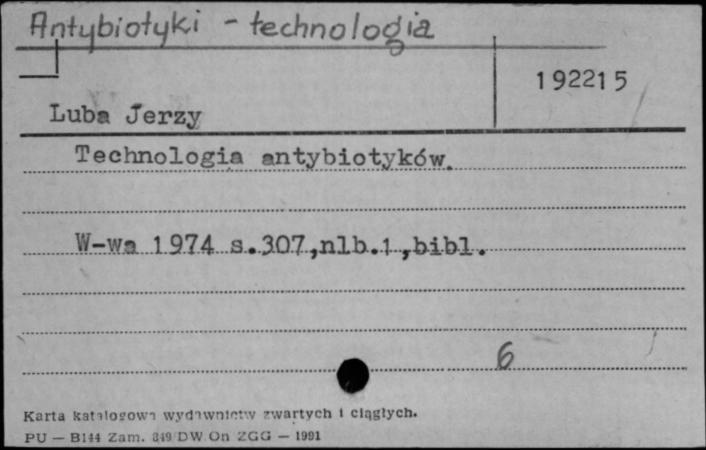 Antybiotyki - technologia
192215
Luba Jerzy
Technologia antybiotyków.
W-wa 1974 s.307,nlb.1,bibl.
6
Karta katalogowa wydawnictw zwartych i ciągłych.
PU — B144 Zam. 849 DW On ZGG — 1991